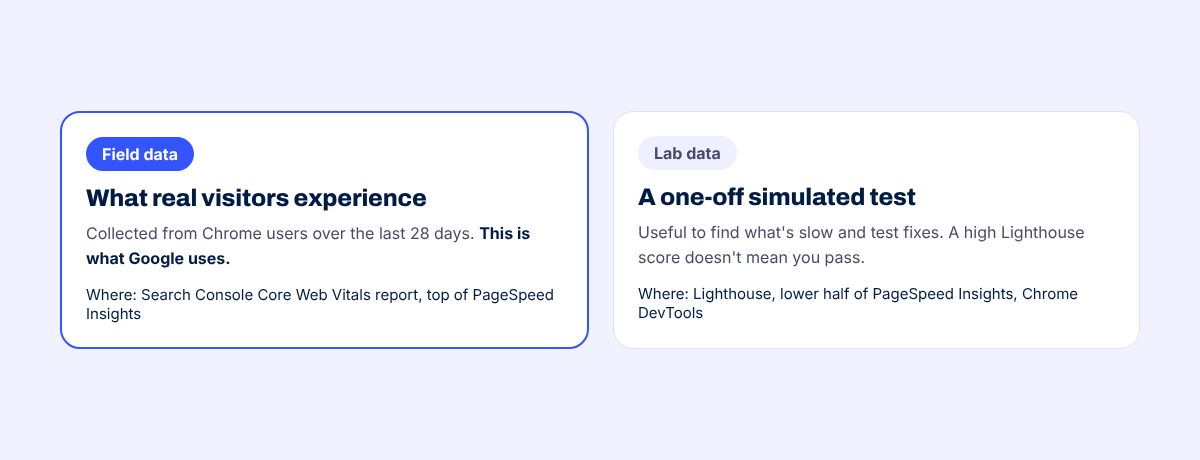 Field data
What real visitors experience
Collected from Chrome users over the last 28 days. This is
what Google uses.
Where: Search Console Core Web Vitals report, top of PageSpeed
Insights
Lab data
A one-off simulated test
Useful to find what's slow and test fixes. A high Lighthouse
score doesn't mean you pass.
Where: Lighthouse, lower half of PageSpeed Insights, Chrome
DevTools